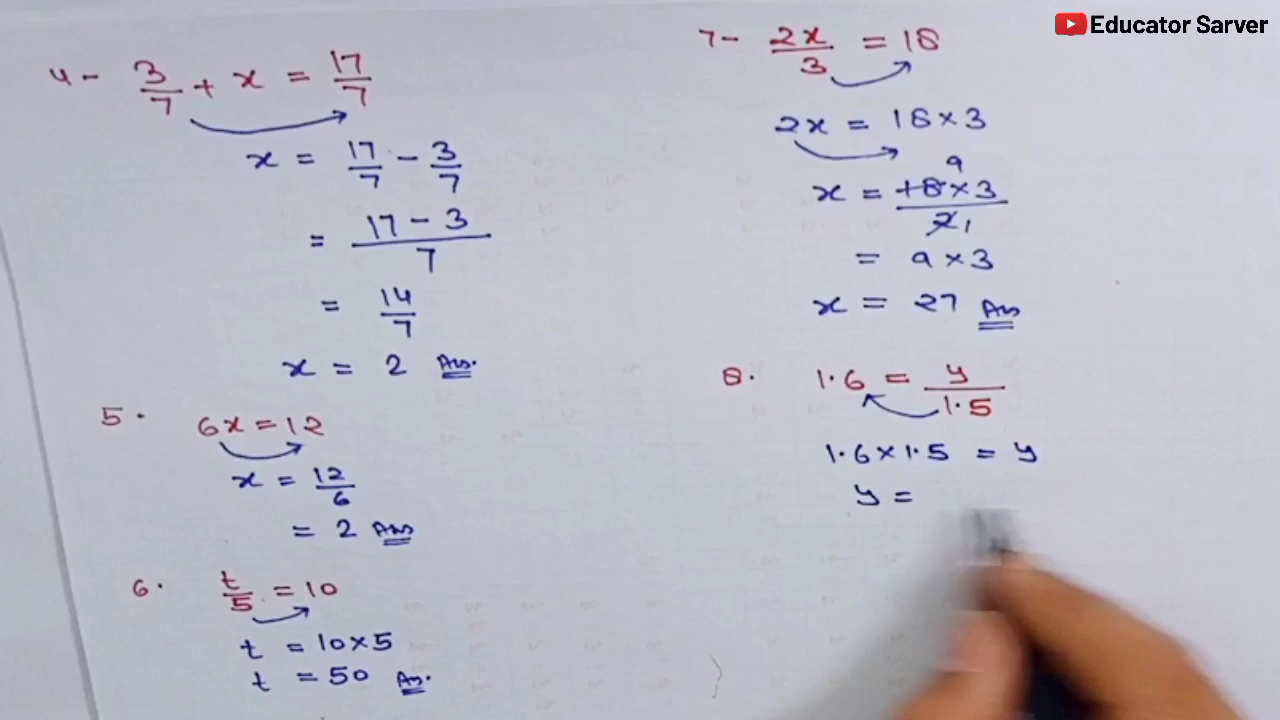 Educator Sarver
4- 3/7 + x = 17/7
x = 17/7 - 3/7
= (17 - 3)/7
= 14/7
x = 2 Ans.
5. 6x = 12
x = 12/6
= 2 Ans
6. t/5 = 10
t = 10 × 5
t = 50 Ans.
7- 2x/3 = 18
2x = 18 × 3
9
x = (18 × 3)/2 1
= 9 × 3
x = 27 Ans
8. 1.6 = y/1.5
1.6 × 1.5 = y
y =